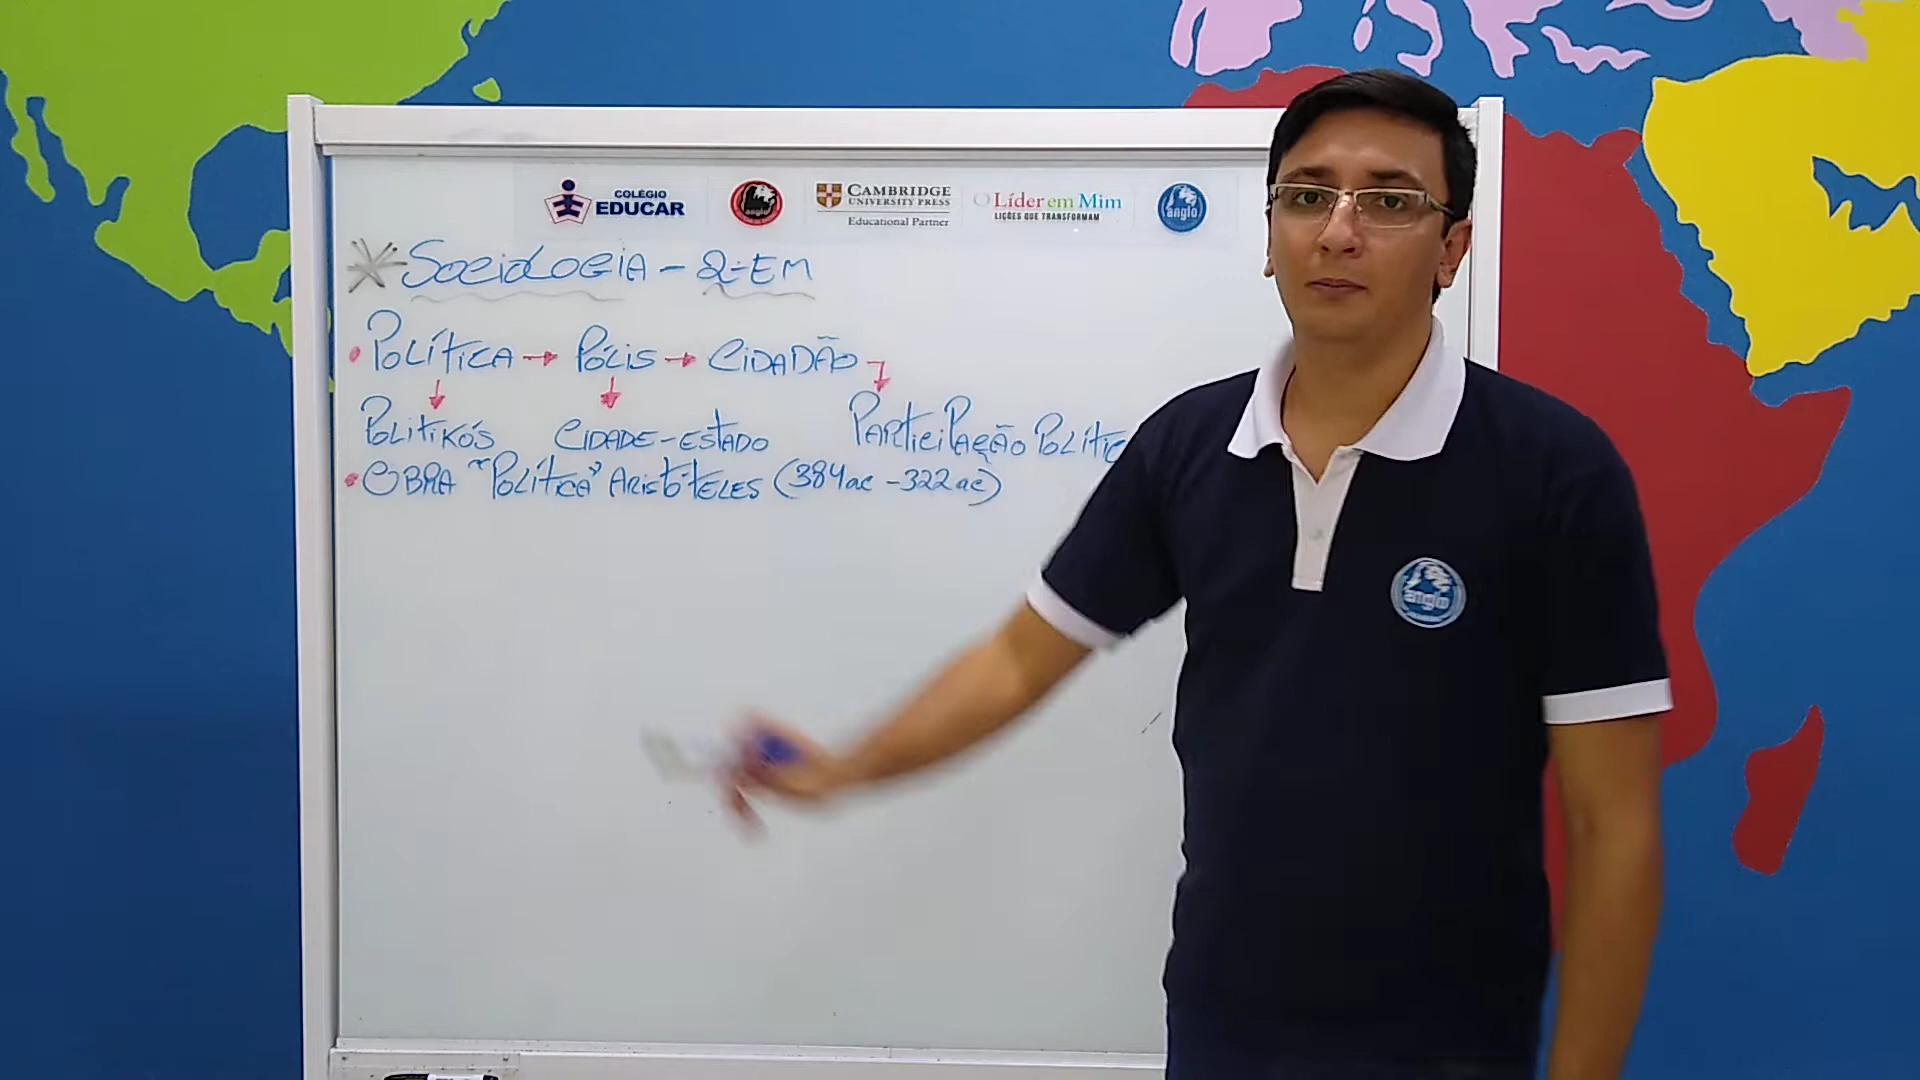 COLÉGIO
EDUCAR
anglo
CAMBRIDGE
UNIVERSITY PRESS
Educational Partner
O Líder em Mim
LIÇÕES QUE TRANSFORMAM
anglo
SOCIOLOGIA - 2ª EM
• POLÍTICA → PÓLIS → CIDADÃO
POLITIKÓS CIDADE-ESTADO PARTICIPAÇÃO POLÍTIC
• OBRA "POLÍTICA" ARISTÓTELES (384ac - 322ac)
anglo